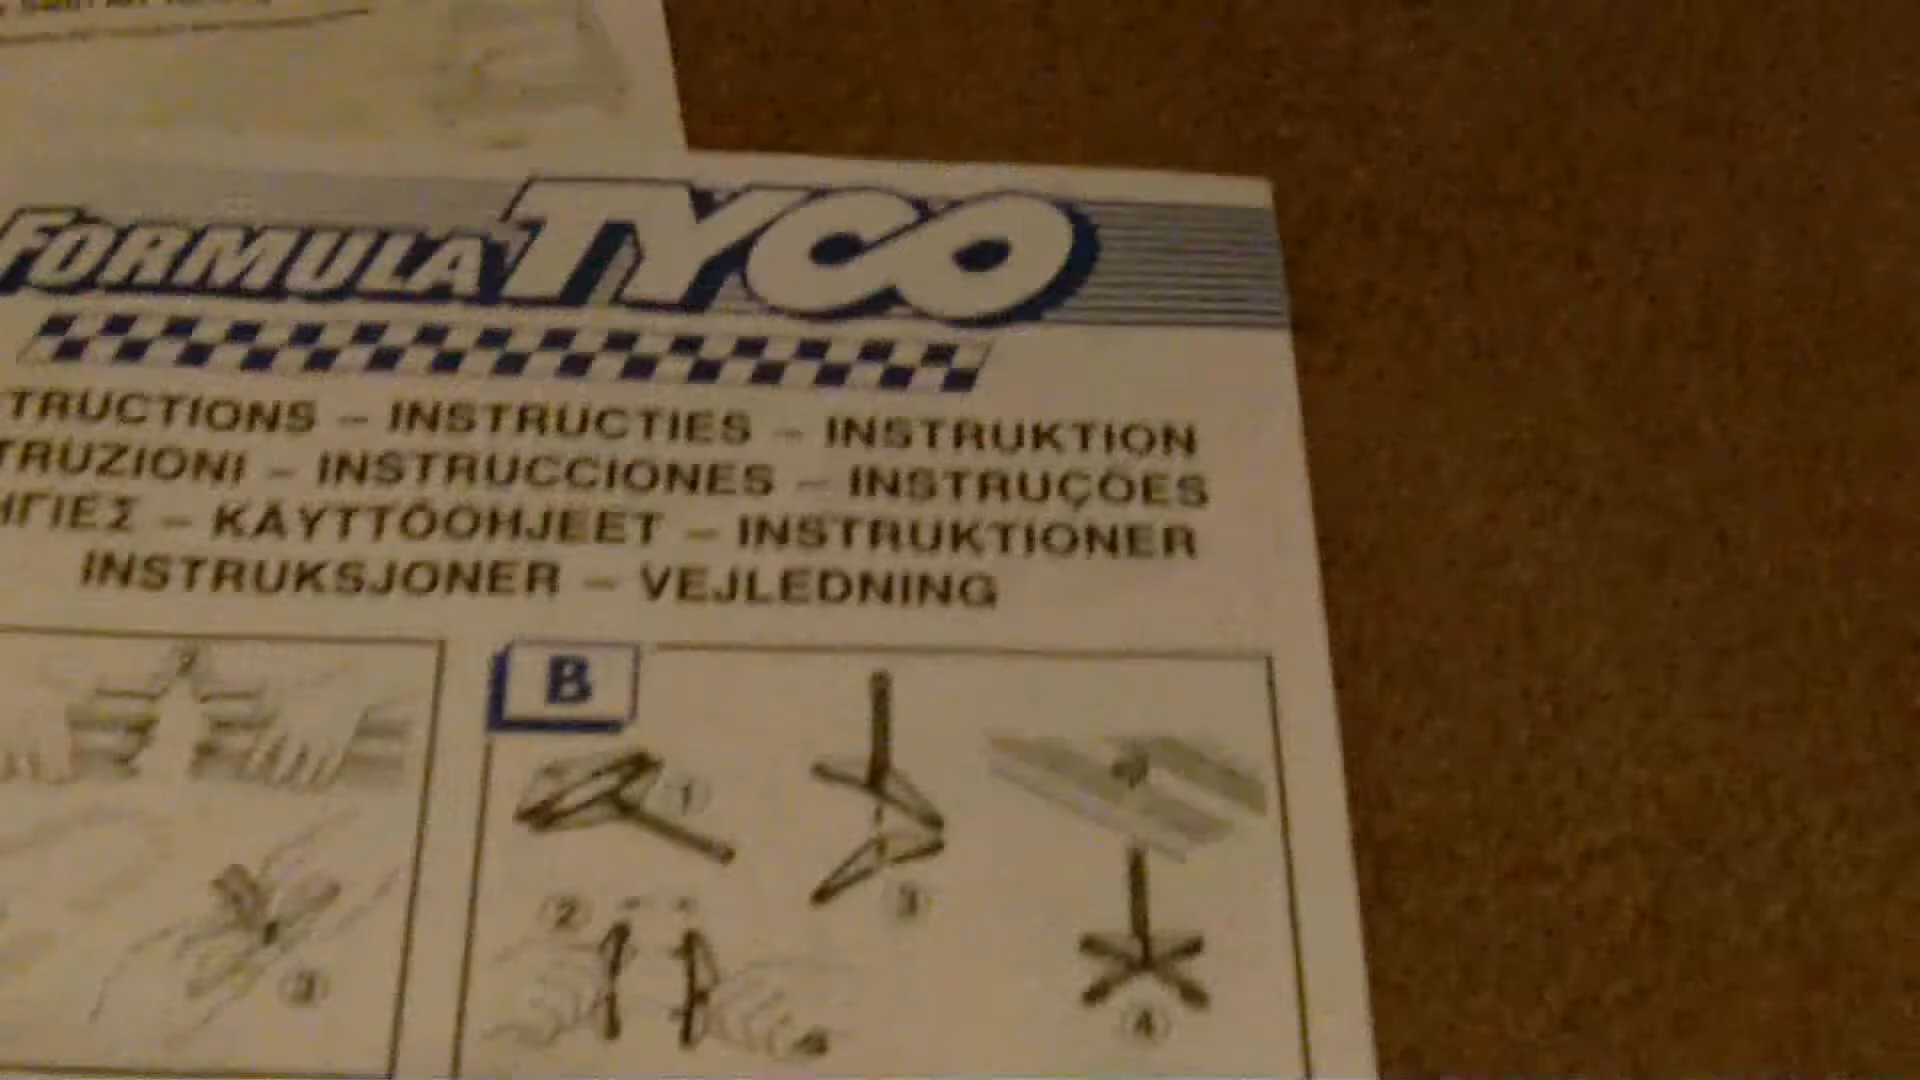 FORMULA TYCO
TRUCTIONS – INSTRUCTIES – INSTRUKTION
TRUZIONI – INSTRUCCIONES – INSTRUÇÕES
ΗΓΙΕΣ – KÄYTTÖOHJEET – INSTRUKTIONER
INSTRUKSJONER – VEJLEDNING
B
1
3
2
3
4